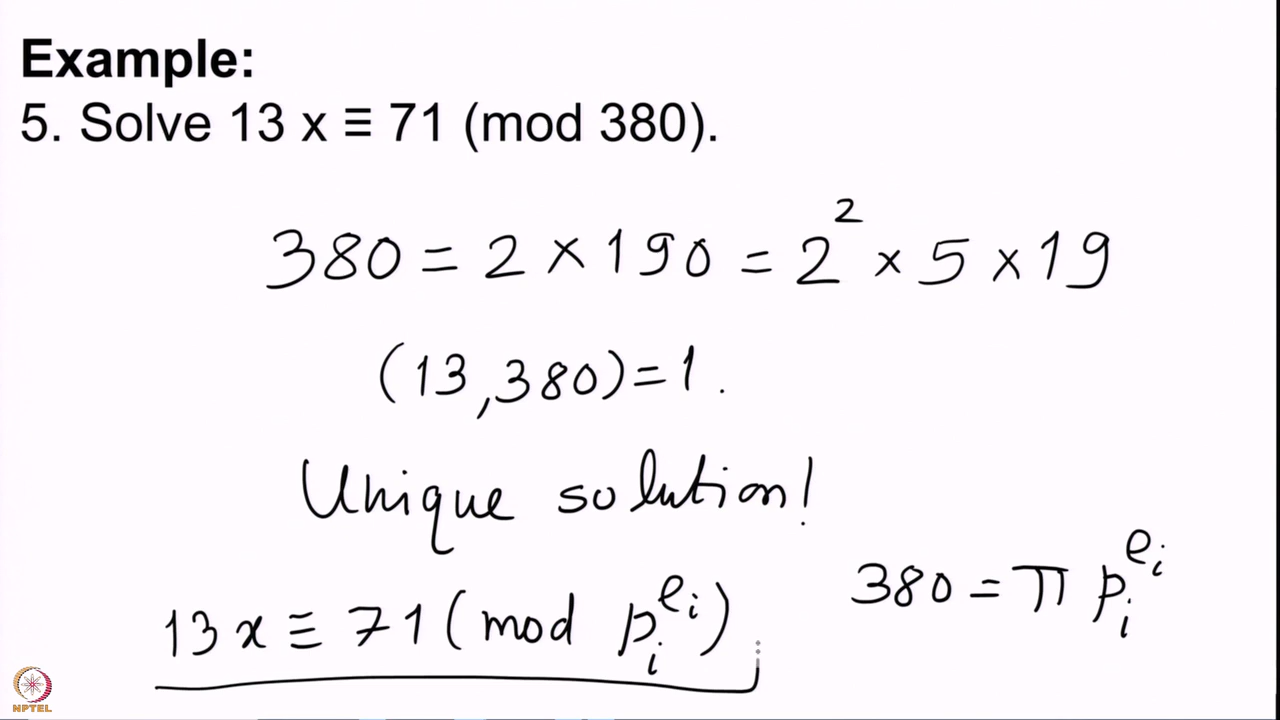 Example:
5. Solve 13 x ≡ 71 (mod 380).
380 = 2 × 190 = 2² × 5 × 19
(13, 380) = 1.
Unique solution!
380 = π pᵢ^eᵢ
13x ≡ 71 (mod pᵢ^eᵢ)
NPTEL